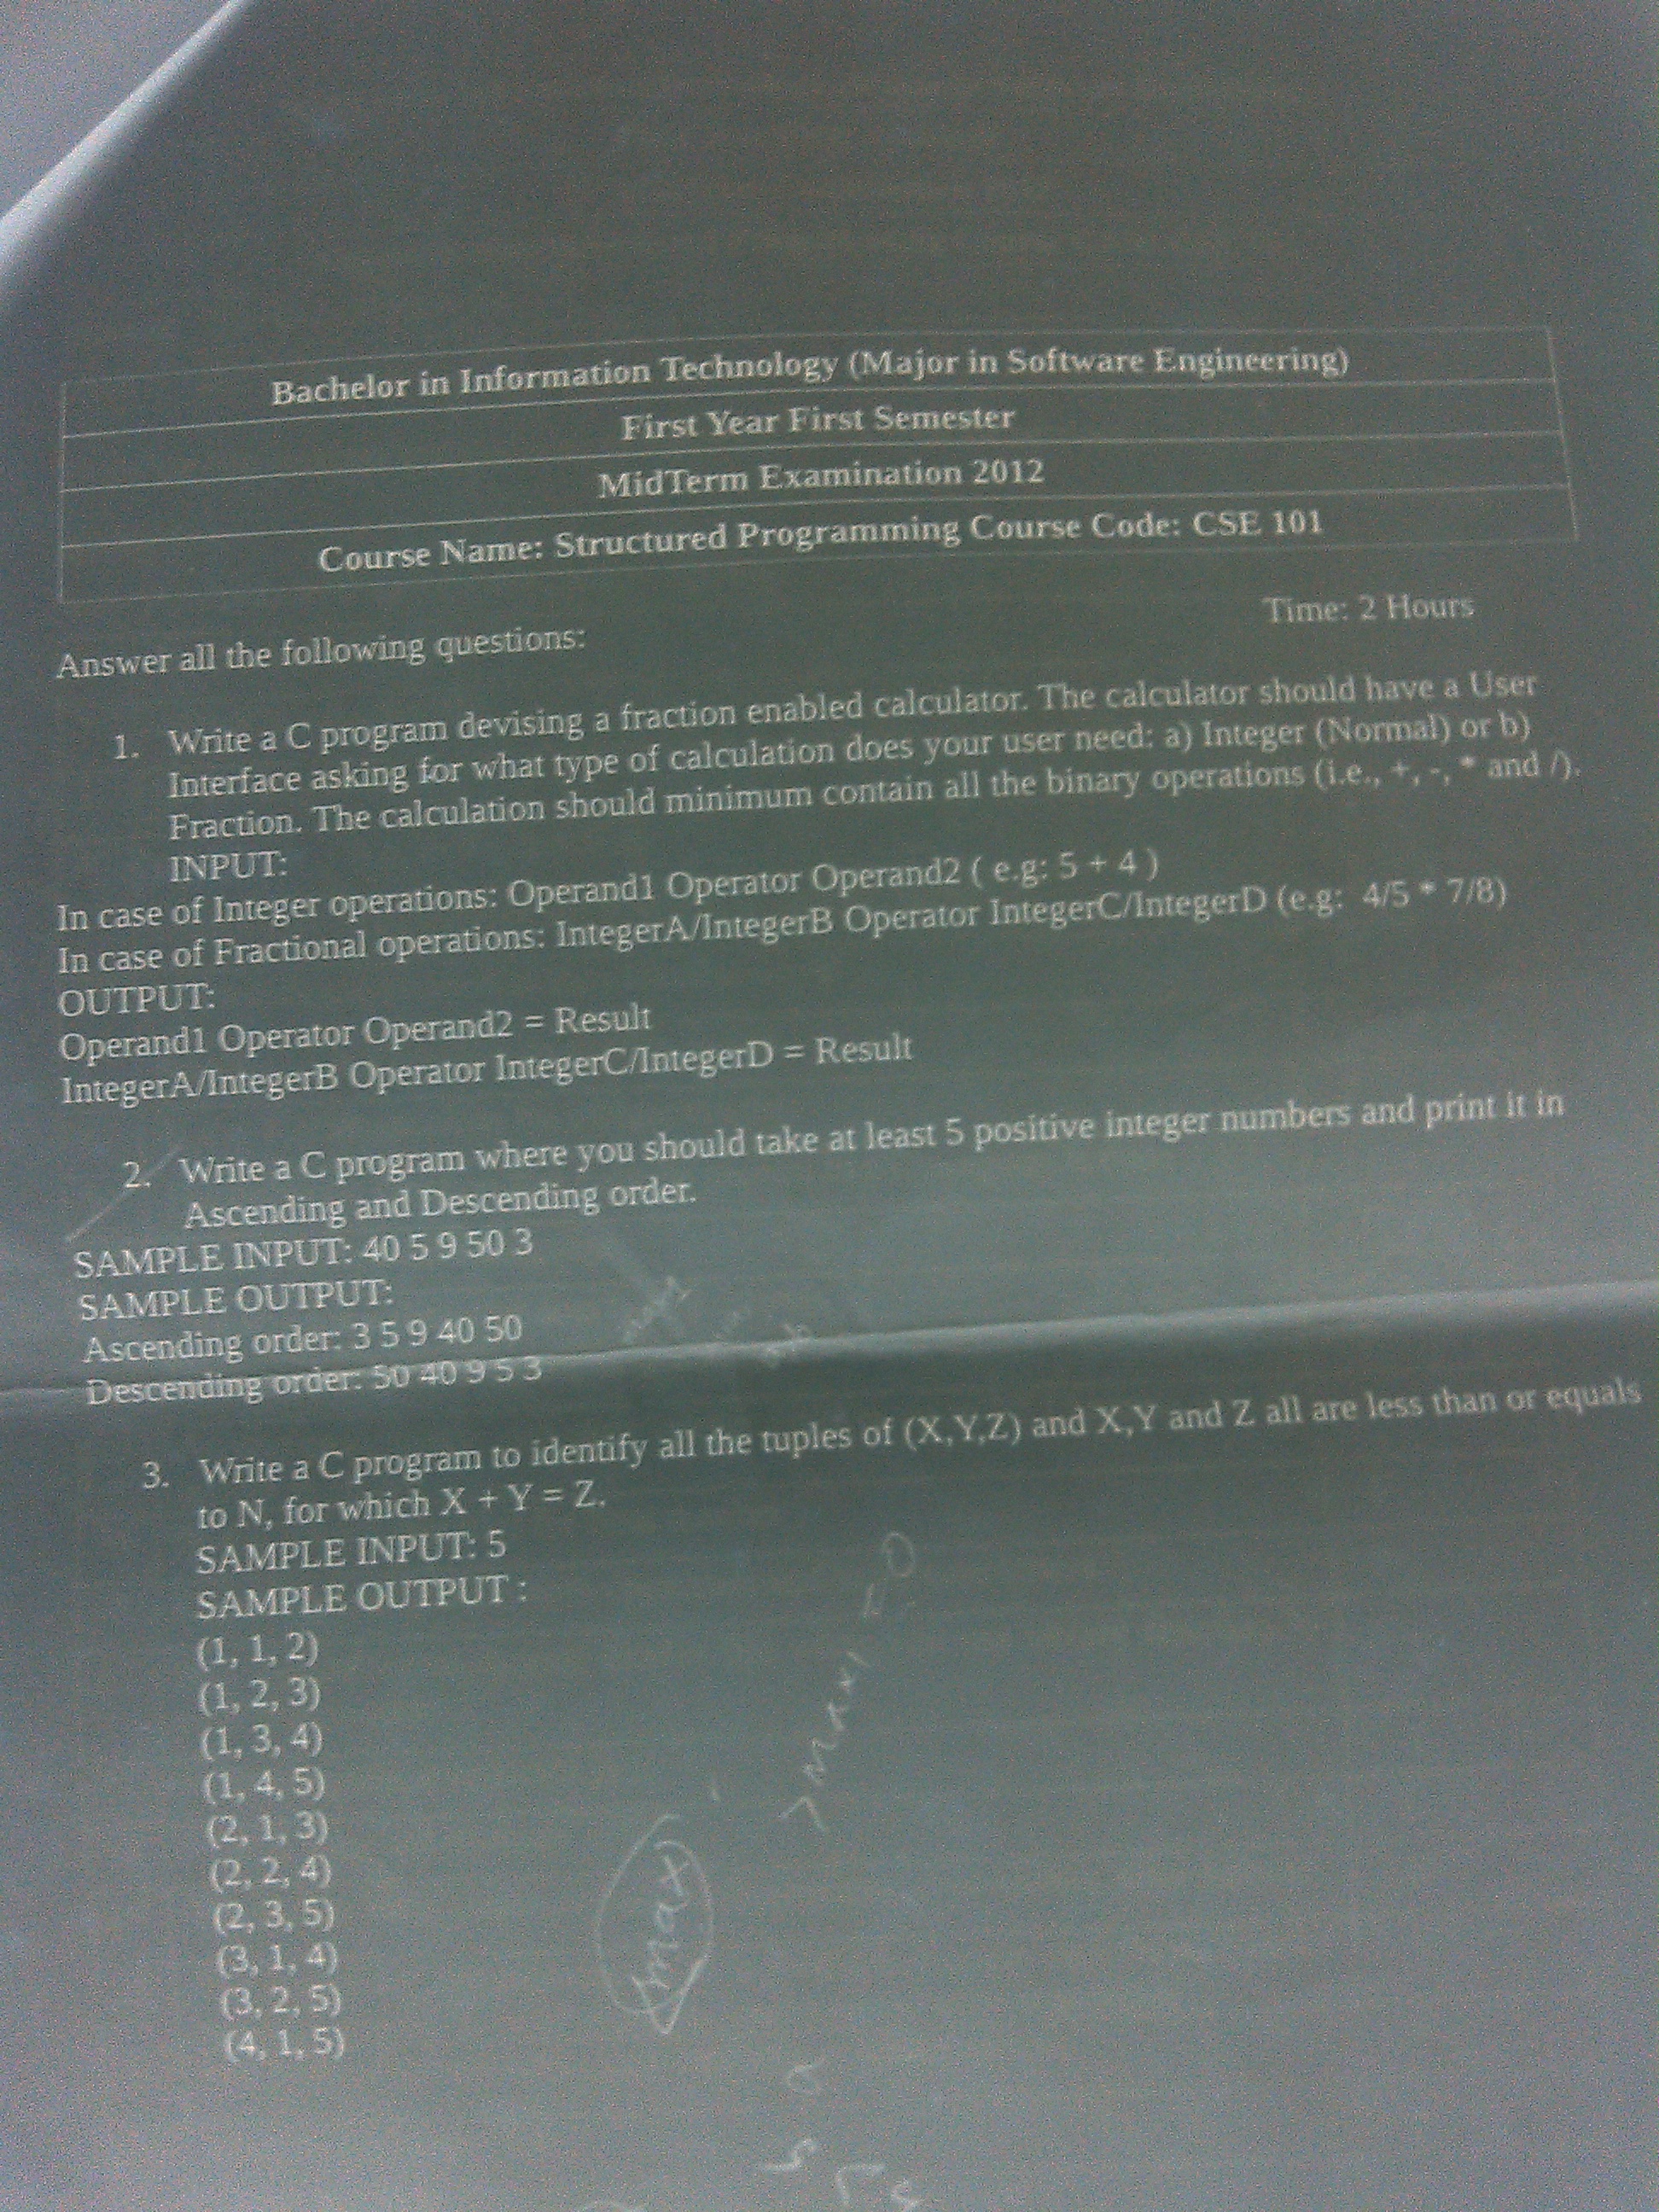 Bachelor in Information Technology (Major in Software Engineering)
First Year First Semester
MidTerm Examination 2012
Course Name: Structured Programming Course Code: CSE 101
Time: 2 Hours
Answer all the following questions:
1. Write a C program devising a fraction enabled calculator. The calculator should have a User
Interface asking for what type of calculation does your user need: a) Integer (Normal) or b)
Fraction. The calculation should minimum contain all the binary operations (i.e., +, -, * and /).
INPUT:
In case of Integer operations: Operand1 Operator Operand2 ( e.g: 5 + 4 )
In case of Fractional operations: IntegerA/IntegerB Operator IntegerC/IntegerD (e.g: 4/5 * 7/8)
OUTPUT:
Operand1 Operator Operand2 = Result
IntegerA/IntegerB Operator IntegerC/IntegerD = Result
2. Write a C program where you should take at least 5 positive integer numbers and print it in
Ascending and Descending order.
SAMPLE INPUT: 40 5 9 50 3
SAMPLE OUTPUT:
Ascending order: 3 5 9 40 50
Descending order: 50 40 9 5 3
3. Write a C program to identify all the tuples of (X,Y,Z) and X,Y and Z all are less than or equals
to N, for which X + Y = Z.
SAMPLE INPUT: 5
SAMPLE OUTPUT :
(1, 1, 2)
(1, 2, 3)
(1, 3, 4)
(1, 4, 5)
(2, 1, 3)
(2, 2, 4)
(2, 3, 5)
(3, 1, 4)
(3, 2, 5)
(4, 1, 5)
max